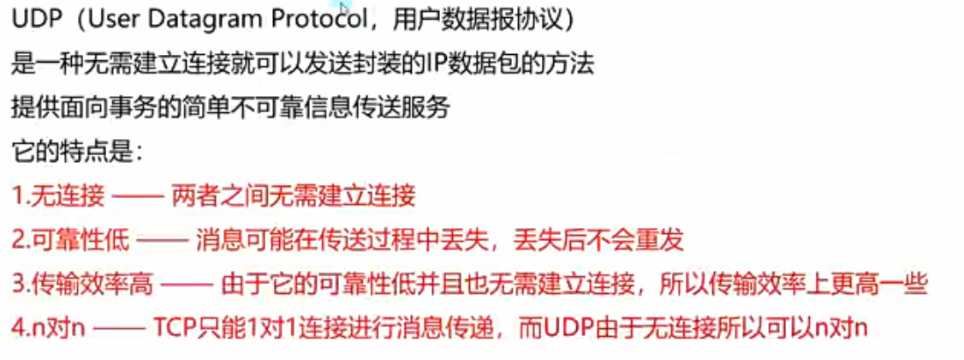 UDP（User Datagram Protocol，用户数据报协议）
是一种无需建立连接就可以发送封装的IP数据包的方法
提供面向事务的简单不可靠信息传送服务
它的特点是：
1.无连接 —— 两者之间无需建立连接
2.可靠性低 —— 消息可能在传送过程中丢失，丢失后不会重发
3.传输效率高 —— 由于它的可靠性低并且也无需建立连接，所以传输效率上更高一些
4.n对n —— TCP只能1对1连接进行消息传递，而UDP由于无连接所以可以n对n